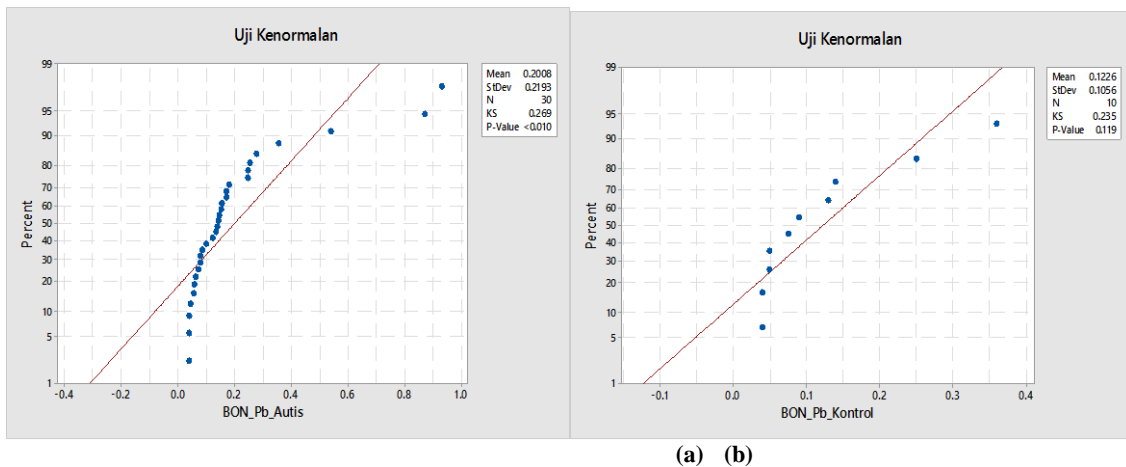 Uji Kenormalan
Mean 0.2008
StDev 0.2193
N 30
KS 0.269
P-Value <0.010
99
95
90
80
70
60
50
40
30
20
10
5
1
Percent
-0.4 -0.2 0.0 0.2 0.4 0.6 0.8 1.0
BON_Pb_Autis
Uji Kenormalan
Mean 0.1226
StDev 0.1056
N 10
KS 0.235
P-Value 0.119
99
95
90
80
70
60
50
40
30
20
10
5
1
Percent
-0.1 0.0 0.1 0.2 0.3 0.4
BON_Pb_Kontrol
(a) (b)